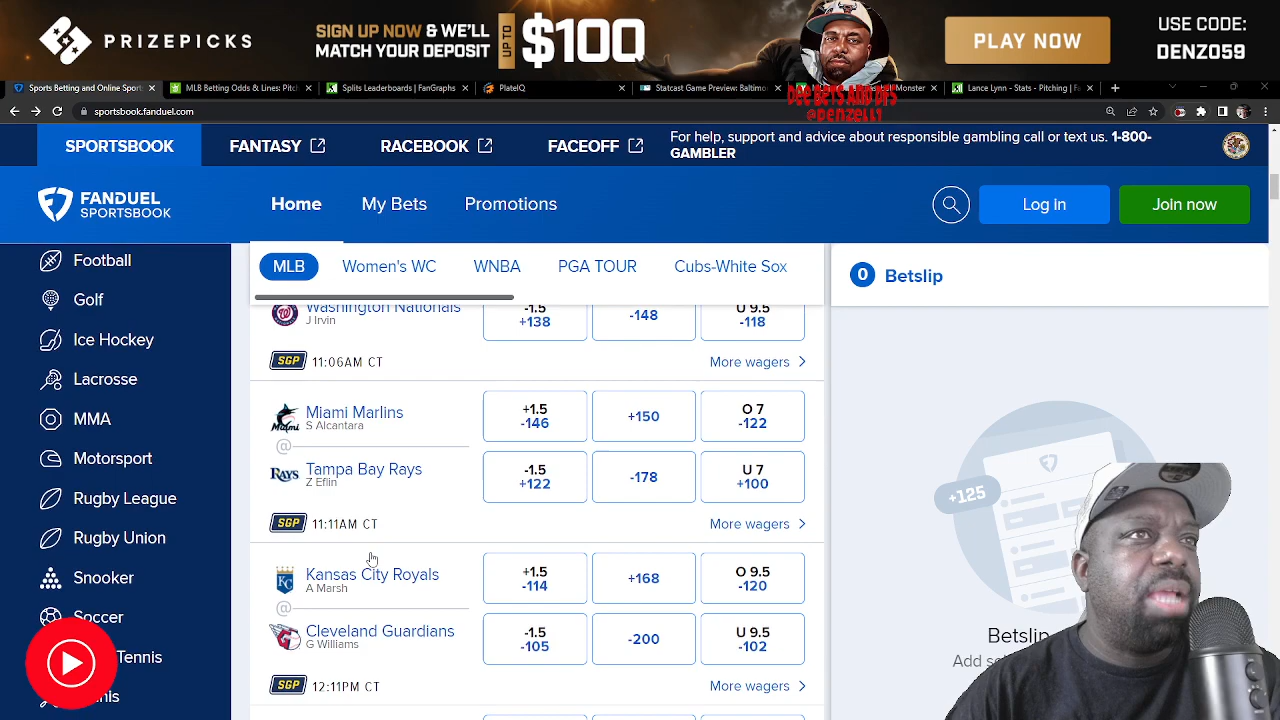 PRIZEPICKS
SIGN UP NOW & WE'LL
MATCH YOUR DEPOSIT
UP TO
$100
PLAY NOW
USE CODE:
DENZO59
DEE BETS AND DFS
@DENZELL1
Sports Betting and Online Sport
MLB Betting Odds & Lines: Pitch
Splits Leaderboards | FanGraphs
PlateIQ
Statcast Game Preview: Baltimo
Monster
Lance Lynn - Stats - Pitching | F
sportsbook.fanduel.com
SPORTSBOOK
FANTASY
RACEBOOK
FACEOFF
For help, support and advice about responsible gambling call or text us. 1-800-
GAMBLER
FANDUEL
SPORTSBOOK
Home
My Bets
Promotions
Log in
Join now
Football
Golf
Ice Hockey
Lacrosse
MMA
Motorsport
Rugby League
Rugby Union
Snooker
Soccer
Tennis
MLB
Women's WC
WNBA
PGA TOUR
Cubs-White Sox
Washington Nationals
J Irvin
-1.5
+138
-148
U 9.5
-118
SGP
11:06AM CT
More wagers
Miami Marlins
S Alcantara
+1.5
-146
+150
O 7
-122
@
Tampa Bay Rays
Z Eflin
-1.5
+122
-178
U 7
+100
SGP
11:11AM CT
More wagers
Kansas City Royals
A Marsh
+1.5
-114
+168
O 9.5
-120
@
Cleveland Guardians
G Williams
-1.5
-105
-200
U 9.5
-102
SGP
12:11PM CT
More wagers
0
Betslip
+125
Betslip